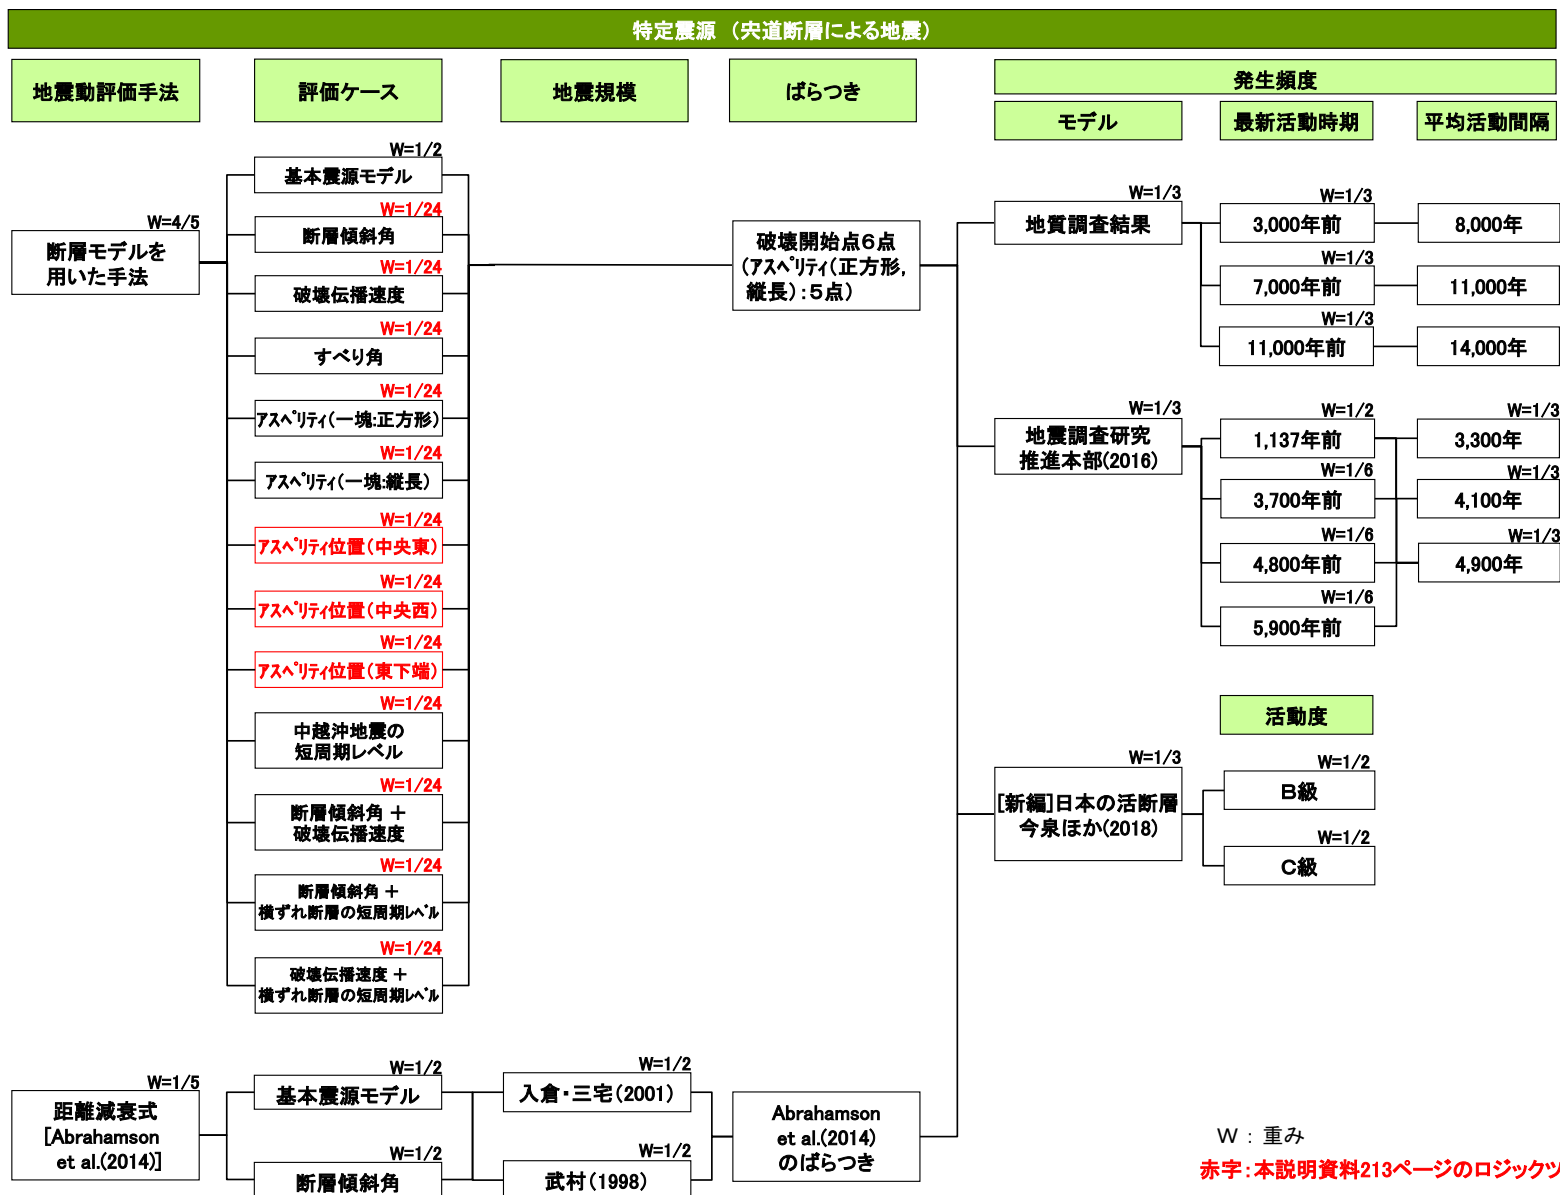 特定震源 （宍道断層による地震）
地震動評価手法
評価ケース
地震規模
ばらつき
発生頻度
モデル
最新活動時期
平均活動間隔
W=4/5
断層モデルを
用いた手法
W=1/2
基本震源モデル
W=1/24
断層傾斜角
W=1/24
破壊伝播速度
W=1/24
すべり角
W=1/24
アスペリティ(一塊:正方形)
W=1/24
アスペリティ(一塊:縦長)
W=1/24
アスペリティ位置(中央東)
W=1/24
アスペリティ位置(中央西)
W=1/24
アスペリティ位置(東下端)
W=1/24
中越沖地震の
短周期レベル
W=1/24
断層傾斜角 +
破壊伝播速度
W=1/24
断層傾斜角 +
横ずれ断層の短周期レベル
W=1/24
破壊伝播速度 +
横ずれ断層の短周期レベル
破壊開始点6点
(アスペリティ(正方形,
縦長):5点)
W=1/3
地質調査結果
W=1/3
3,000年前
8,000年
W=1/3
7,000年前
11,000年
W=1/3
11,000年前
14,000年
W=1/3
地震調査研究
推進本部(2016)
W=1/2
1,137年前
W=1/3
3,300年
W=1/6
3,700年前
W=1/3
4,100年
W=1/6
4,800年前
W=1/3
4,900年
W=1/6
5,900年前
活動度
W=1/3
[新編]日本の活断層
今泉ほか(2018)
W=1/2
B級
W=1/2
C級
W=1/5
距離減衰式
[Abrahamson
et al.(2014)]
W=1/2
基本震源モデル
W=1/2
断層傾斜角
W=1/2
入倉・三宅(2001)
W=1/2
武村(1998)
Abrahamson
et al.(2014)
のばらつき
W : 重み
赤字:本説明資料213ページのロジックツ